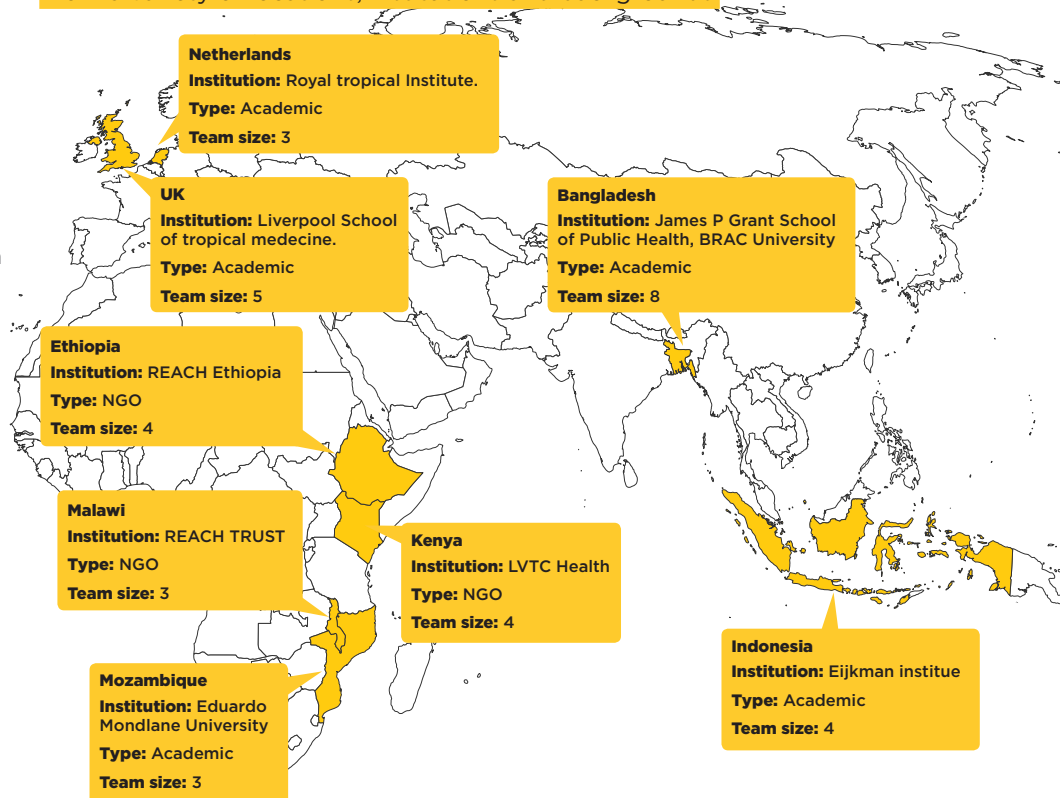 Netherlands
Institution: Royal tropical Institute.
Type: Academic
Team size: 3
UK
Institution: Liverpool School
of tropical medecine.
Type: Academic
Team size: 5
Bangladesh
Institution: James P Grant School
of Public Health, BRAC University
Type: Academic
Team size: 8
Ethiopia
Institution: REACH Ethiopia
Type: NGO
Team size: 4
Malawi
Institution: REACH TRUST
Type: NGO
Team size: 3
Kenya
Institution: LVTC Health
Type: NGO
Team size: 4
Mozambique
Institution: Eduardo
Mondlane University
Type: Academic
Team size: 3
Indonesia
Institution: Eijkman institue
Type: Academic
Team size: 4